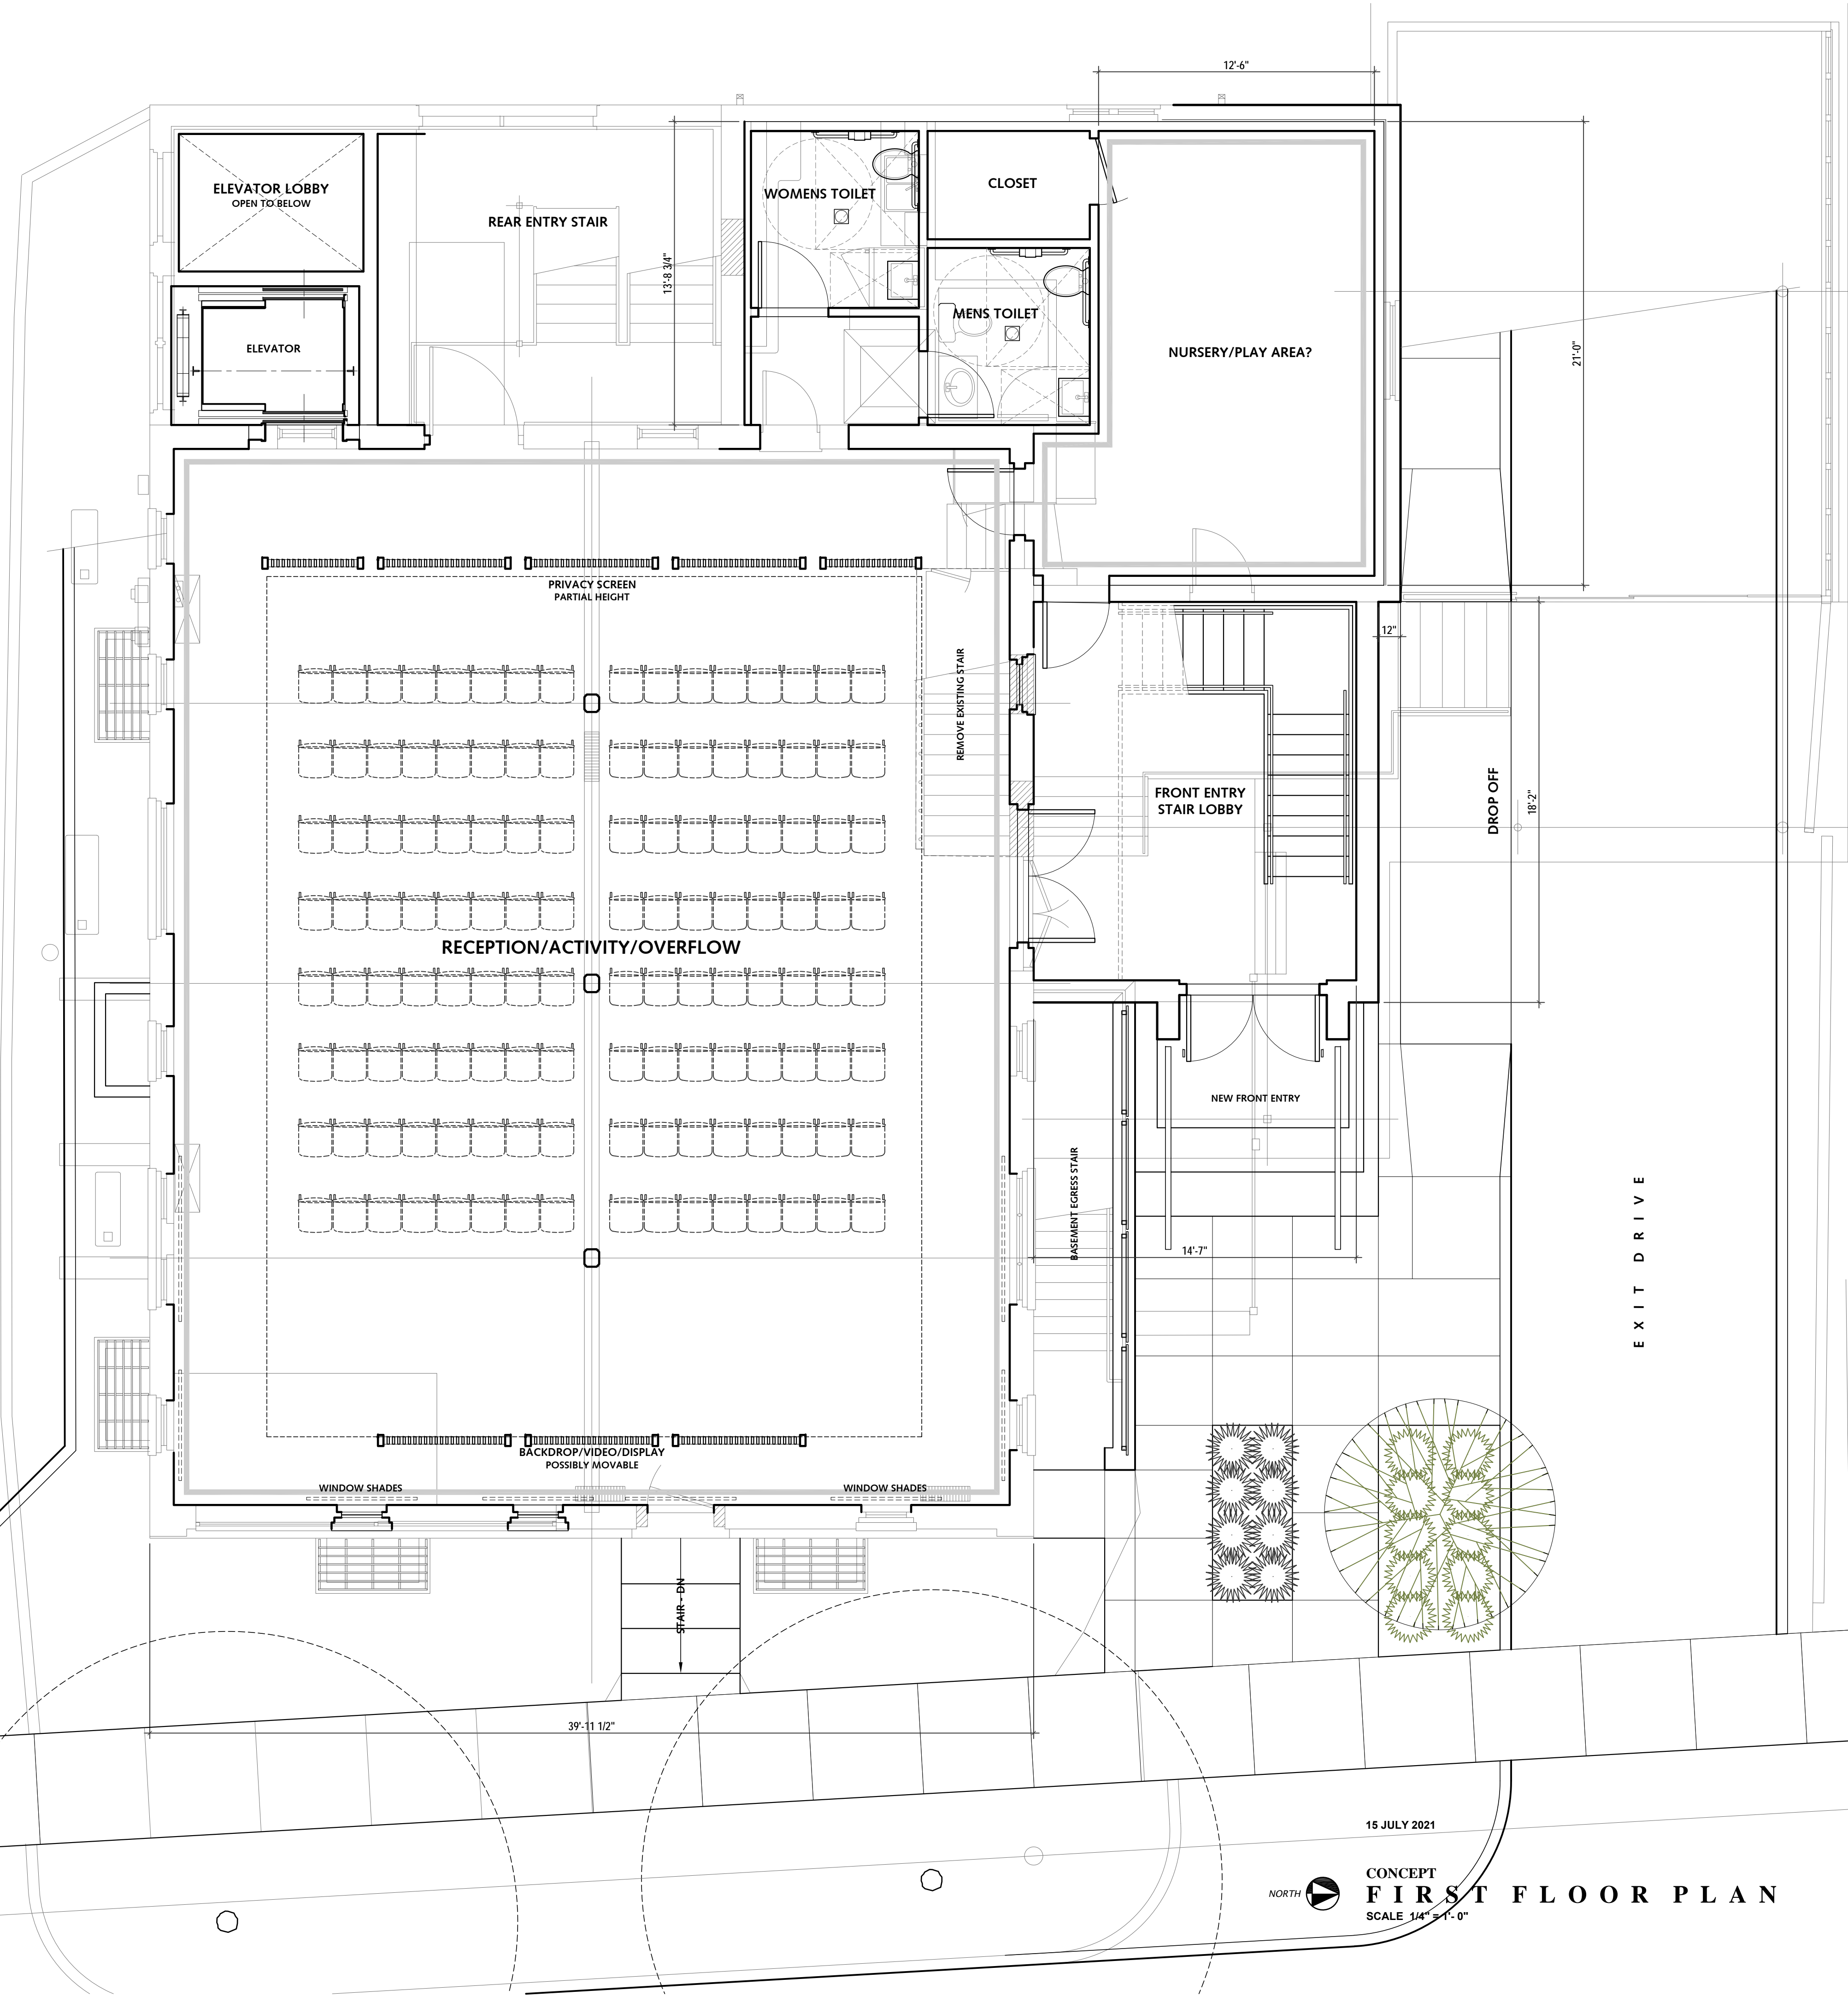 12'-6"
ELEVATOR LOBBY
OPEN TO BELOW
REAR ENTRY STAIR
WOMENS TOILET
CLOSET
13'-8 3/4"
MENS TOILET
ELEVATOR
NURSERY/PLAY AREA?
21'-0"
PRIVACY SCREEN
PARTIAL HEIGHT
12"
REMOVE EXISTING STAIR
FRONT ENTRY
STAIR LOBBY
DROP OFF
18'-2"
RECEPTION/ACTIVITY/OVERFLOW
NEW FRONT ENTRY
BASEMENT EGRESS STAIR
14'-7"
EXIT DRIVE
BACKDROP/VIDEO/DISPLAY
POSSIBLY MOVABLE
WINDOW SHADES
WINDOW SHADES
STAIR - DN
39'-11 1/2"
15 JULY 2021
NORTH
CONCEPT
FIRST FLOOR PLAN
SCALE 1/4" = 1'- 0"